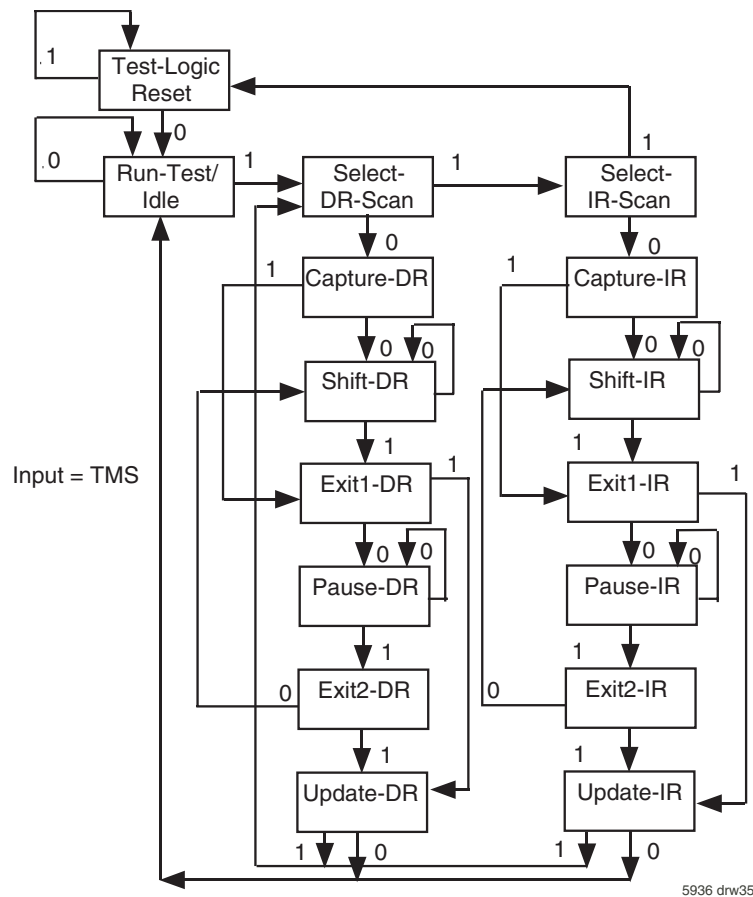 .1
Test-Logic
Reset
0
1
.0
Run-Test/
Idle
1
Select-
DR-Scan
1
Select-
IR-Scan
0
0
1
Capture-DR
1
Capture-IR
0
0
0
0
Shift-DR
Shift-IR
1
1
Input = TMS
Exit1-DR
1
Exit1-IR
1
0
0
0
0
Pause-DR
Pause-IR
1
1
0
Exit2-DR
0
Exit2-IR
1
1
Update-DR
Update-IR
1
0
1
0
5936 drw35